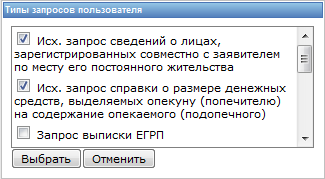 Типы запросов пользователя
Исх. запрос сведений о лицах,
зарегистрированных совместно с заявителем
по месту его постоянного жительства
Исх. запрос справки о размере денежных
средств, выделяемых опекуну (попечителю)
на содержание опекаемого (подопечного)
Запрос выписки ЕГРП
Выбрать Отменить